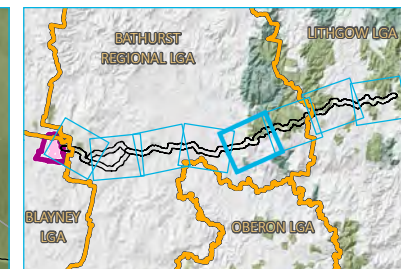 BATHURST
REGIONAL LGA
LITHGOW LGA
BLAYNEY
LGA
OBERON LGA